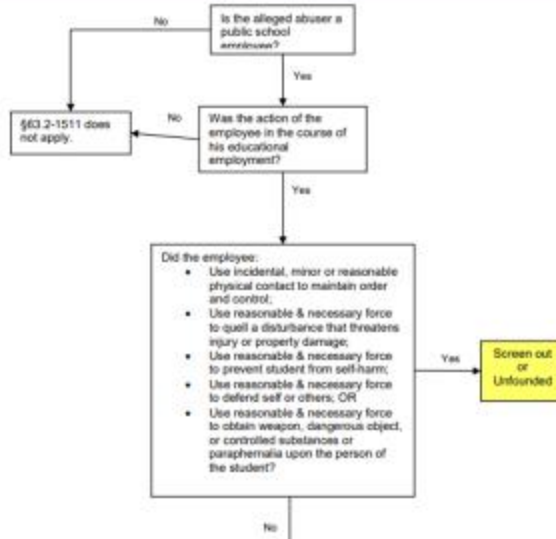 Is the alleged abuser a
public school
employee?
No
Yes
§63.2-1511 does
not apply.
No
Was the action of the
employee in the course of
his educational
employment?
Yes
Did the employee:
• Use incidental, minor or reasonable
physical contact to maintain order
and control;
• Use reasonable & necessary force
to quell a disturbance that threatens
injury or property damage;
• Use reasonable & necessary force
to prevent student from self-harm;
• Use reasonable & necessary force
to defend self or others; OR
• Use reasonable & necessary force
to obtain weapon, dangerous object,
or controlled substances or
paraphernalia upon the person of
the student?
Yes
Screen out
or
Unfounded
No